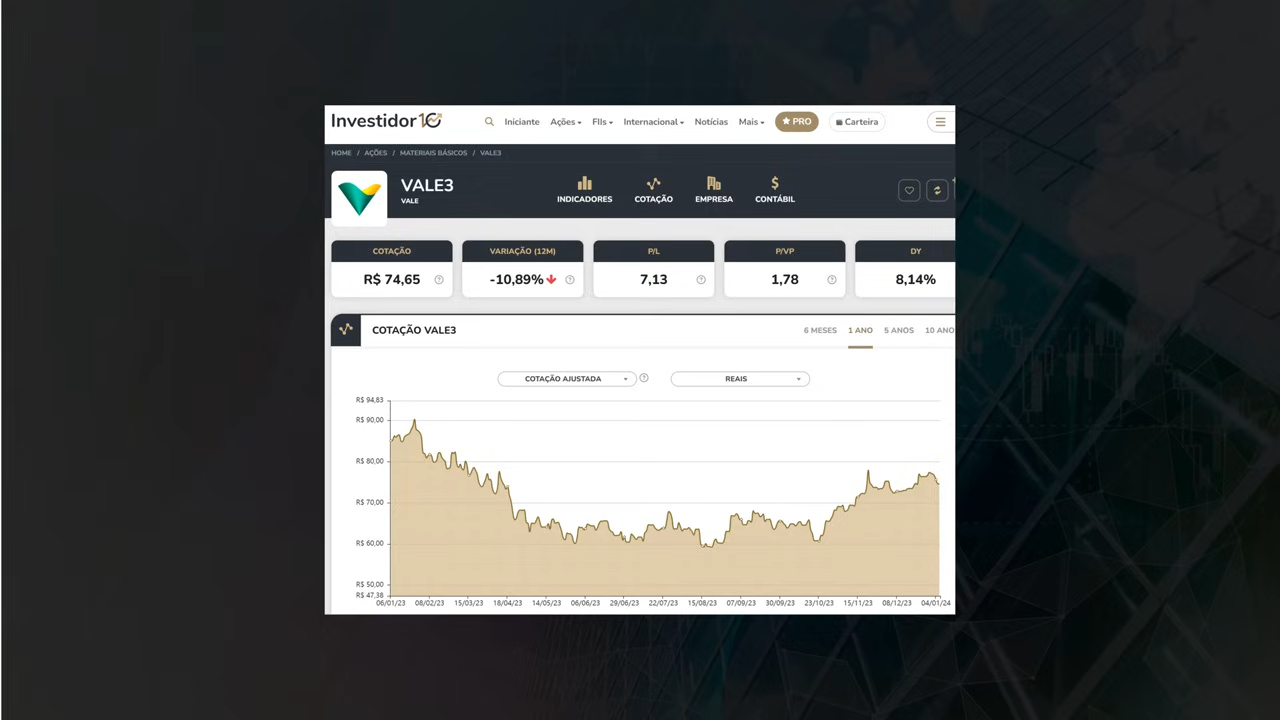 Investidor10
Iniciante Ações FIIs Internacional Notícias Mais PRO Carteira
HOME / AÇÕES / MATERIAIS BÁSICOS / VALE3
VALE3
VALE
INDICADORES COTAÇÃO EMPRESA CONTÁBIL
COTAÇÃO VARIAÇÃO (12M) P/L P/VP DY
R$ 74,65 -10,89% 7,13 1,78 8,14%
COTAÇÃO VALE3
6 MESES 1 ANO 5 ANOS 10 ANO
COTAÇÃO AJUSTADA REAIS
R$ 94,83
R$ 90,00
R$ 80,00
R$ 70,00
R$ 60,00
R$ 50,00
R$ 47,38
06/01/23 08/02/23 15/03/23 18/04/23 14/05/23 06/06/23 29/06/23 22/07/23 15/08/23 07/09/23 30/09/23 23/10/23 15/11/23 08/12/23 04/01/24